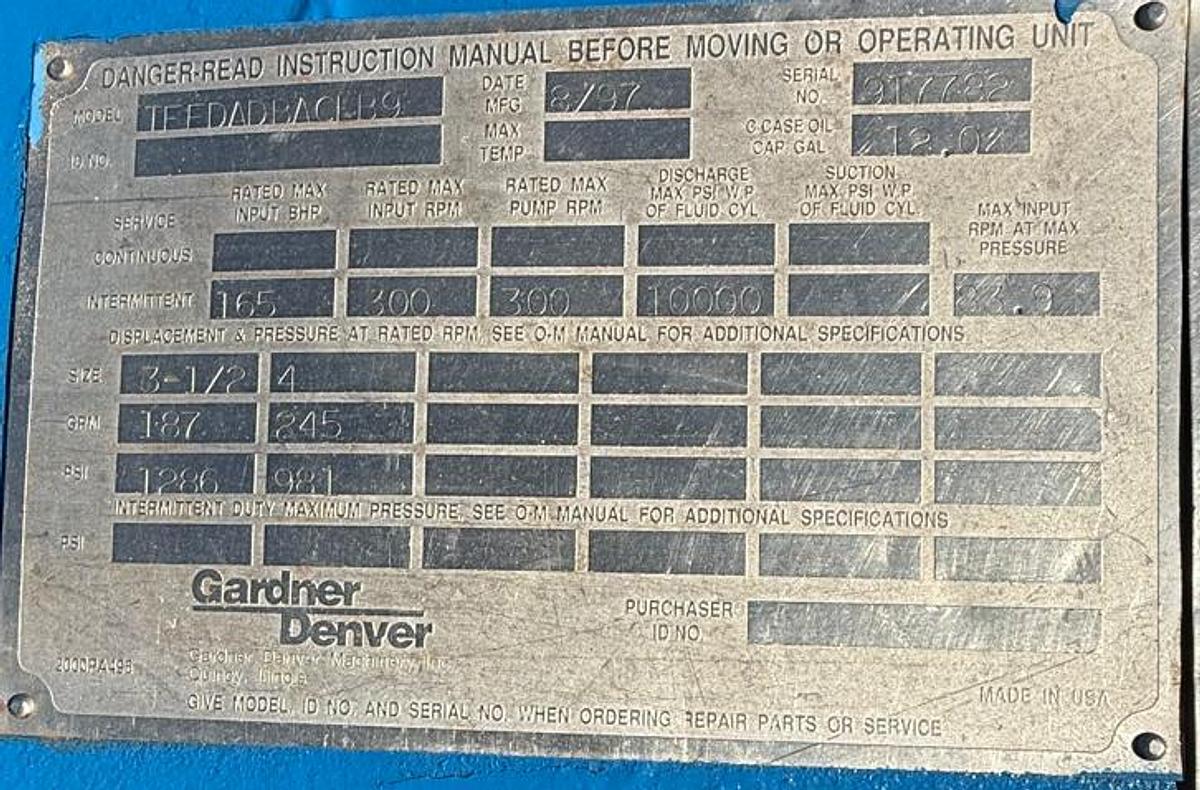 DANGER-READ INSTRUCTION MANUAL BEFORE MOVING OR OPERATING UNIT
MODEL TEEDADBACLB9 DATE MFG 8/97 SERIAL NO. 9T7782
ID NO. MAX TEMP C.CASE OIL CAP. GAL. 12.0
SERVICE RATED MAX INPUT BHP RATED MAX INPUT RPM RATED MAX PUMP RPM DISCHARGE MAX PSI W.P. OF FLUID CYL. SUCTION MAX PSI W.P. OF FLUID CYL. MAX INPUT RPM AT MAX PRESSURE
CONTINUOUS
INTERMITTENT 165 300 300 10000
DISPLACEMENT & PRESSURE AT RATED RPM, SEE O-M MANUAL FOR ADDITIONAL SPECIFICATIONS
SIZE 3-1/2 4
GPM 187 245
PSI 1286 981
INTERMITTENT DUTY MAXIMUM PRESSURE, SEE O-M MANUAL FOR ADDITIONAL SPECIFICATIONS
PSI
Gardner
Denver
PURCHASER ID NO.
Gardner Denver Machinery, Inc.
Quincy, Illinois
2000PA498
MADE IN USA
GIVE MODEL, ID NO. AND SERIAL NO. WHEN ORDERING REPAIR PARTS OR SERVICE